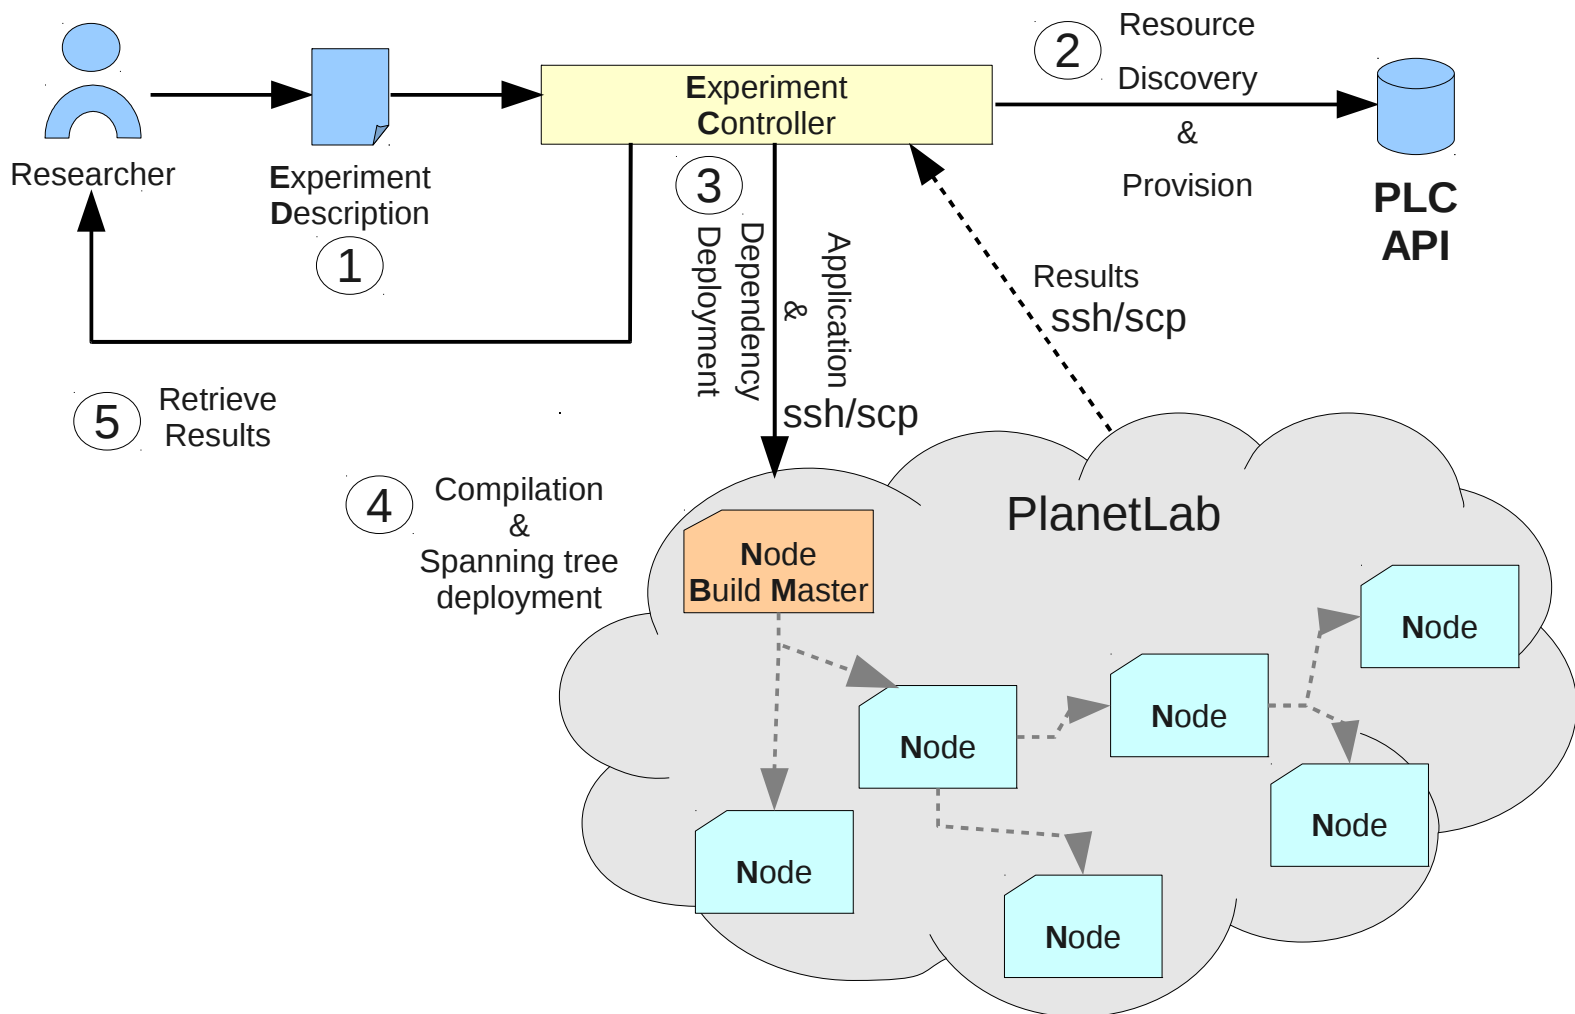 Researcher
Experiment
Description
1
Experiment
Controller
2
Resource
Discovery
&
Provision
PLC
API
3
Application
&
Dependency
Deployment
ssh/scp
Results
ssh/scp
5
Retrieve
Results
4
Compilation
&
Spanning tree
deployment
PlanetLab
Node
Build Master
Node
Node
Node
Node
Node
Node